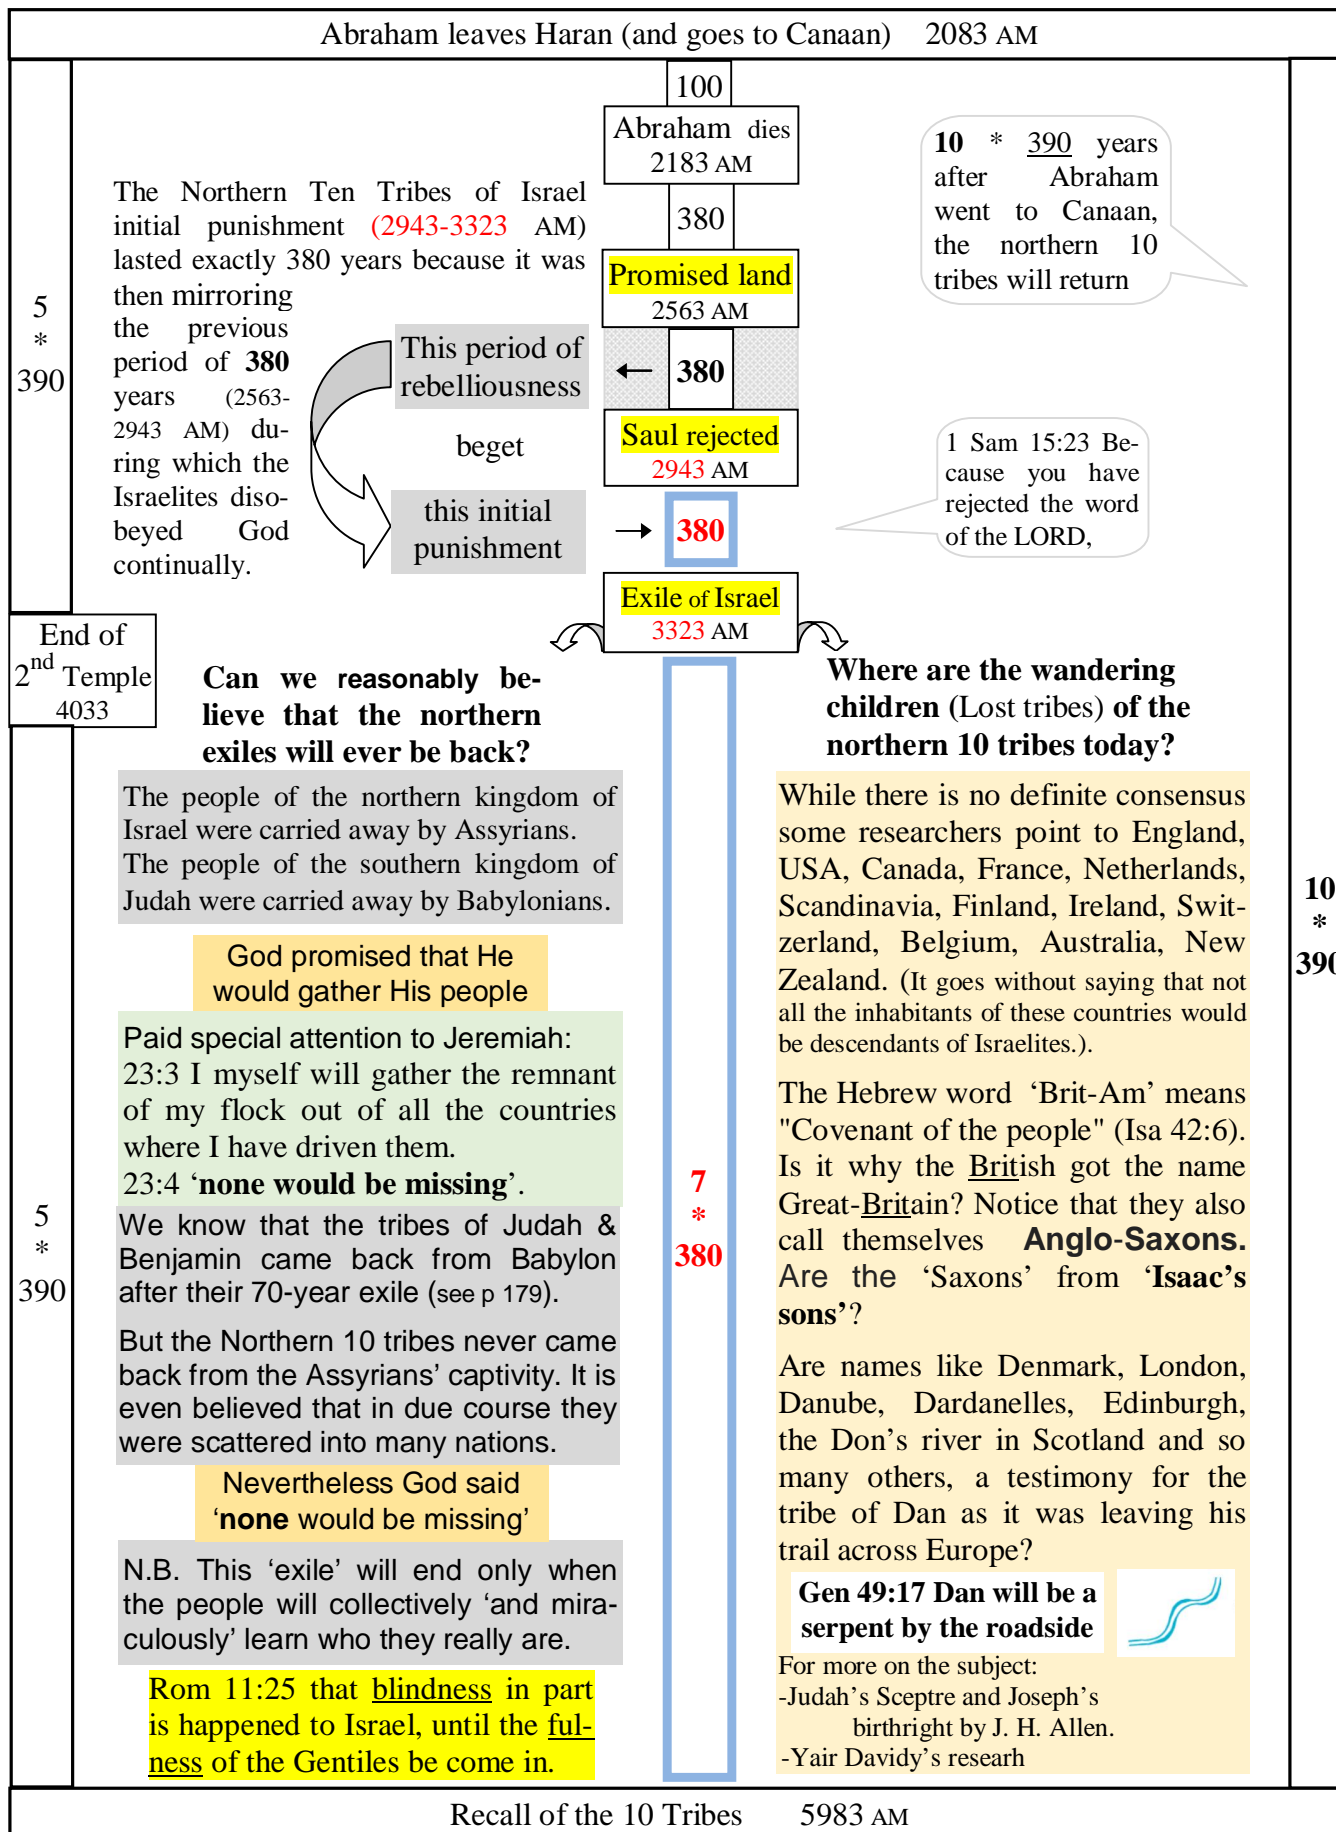 Abraham leaves Haran (and goes to Canaan) 2083 AM
100
Abraham dies
2183 AM
380
Promised land
2563 AM
380
Saul rejected
2943 AM
380
Exile of Israel
3323 AM
10 * 390 years
after Abraham
went to Canaan,
the northern 10
tribes will return
The Northern Ten Tribes of Israel
initial punishment (2943-3323 AM)
lasted exactly 380 years because it was
then mirroring
the previous
period of 380
years (2563-
2943 AM) du-
ring which the
Israelites diso-
beyed God
continually.
This period of
rebelliousness
beget
this initial
punishment
1 Sam 15:23 Be-
cause you have
rejected the word
of the LORD,
5
*
390
End of
2nd Temple
4033
5
*
390
Can we reasonably be-
lieve that the northern
exiles will ever be back?
The people of the northern kingdom of
Israel were carried away by Assyrians.
The people of the southern kingdom of
Judah were carried away by Babylonians.
God promised that He
would gather His people
Paid special attention to Jeremiah:
23:3 I myself will gather the remnant
of my flock out of all the countries
where I have driven them.
23:4 ‘none would be missing’.
We know that the tribes of Judah &
Benjamin came back from Babylon
after their 70-year exile (see p 179).
But the Northern 10 tribes never came
back from the Assyrians’ captivity. It is
even believed that in due course they
were scattered into many nations.
Nevertheless God said
‘none would be missing’
N.B. This ‘exile’ will end only when
the people will collectively ‘and mira-
culously’ learn who they really are.
Rom 11:25 that blindness in part
is happened to Israel, until the ful-
ness of the Gentiles be come in.
7
*
380
Where are the wandering
children (Lost tribes) of the
northern 10 tribes today?
While there is no definite consensus
some researchers point to England,
USA, Canada, France, Netherlands,
Scandinavia, Finland, Ireland, Swit-
zerland, Belgium, Australia, New
Zealand. (It goes without saying that not
all the inhabitants of these countries would
be descendants of Israelites.).
The Hebrew word ‘Brit-Am’ means
"Covenant of the people" (Isa 42:6).
Is it why the British got the name
Great-Britain? Notice that they also
call themselves Anglo-Saxons.
Are the ‘Saxons’ from ‘Isaac’s
sons’?
Are names like Denmark, London,
Danube, Dardanelles, Edinburgh,
the Don’s river in Scotland and so
many others, a testimony for the
tribe of Dan as it was leaving his
trail across Europe?
Gen 49:17 Dan will be a
serpent by the roadside
For more on the subject:
-Judah’s Sceptre and Joseph’s
birthright by J. H. Allen.
-Yair Davidy’s researh
10
*
390
Recall of the 10 Tribes 5983 AM